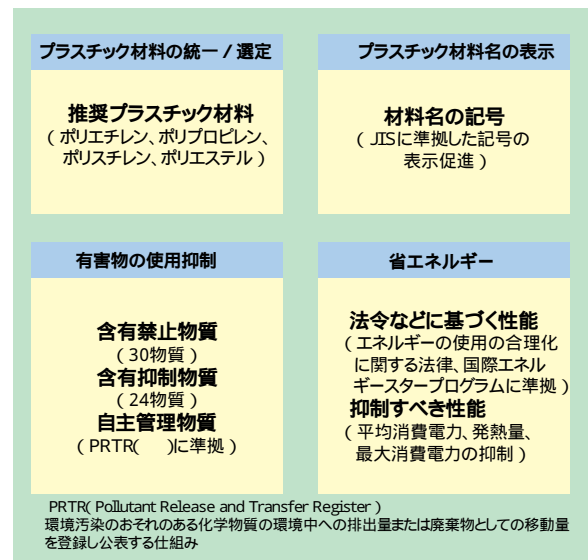 プラスチック材料の統一 / 選定
推奨プラスチック材料
( ポリエチレン、ポリプロピレン、
ポリスチレン、ポリエステル )
プラスチック材料名の表示
材料名の記号
( JISに準拠した記号の
表示促進 )
有害物の使用抑制
含有禁止物質
( 30物質 )
含有抑制物質
( 24物質 )
自主管理物質
( PRTR(　)に準拠 )
省エネルギー
法令などに基づく性能
( エネルギーの使用の合理化
に関する法律、国際エネル
ギースタープログラムに準拠 )
抑制すべき性能
( 平均消費電力、発熱量、
最大消費電力の抑制 )
PRTR( Pollutant Release and Transfer Register )
環境汚染のおそれのある化学物質の環境中への排出量または廃棄物としての移動量
を登録し公表する仕組み